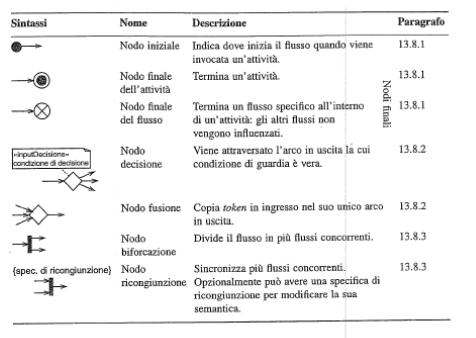 Sintassi Nome Descrizione Paragrafo
Nodo iniziale Indica dove inizia il flusso quando viene 13.8.1
invocata un'attività.
Nodo finale Termina un'attività. 13.8.1
dell'attività
Nodo finale Termina un flusso specifico all'interno 13.8.1
del flusso di un'attività: gli altri flussi non
vengono influenzati.
Nodi finali
«inputDecisione» Nodo Viene attraversato l'arco in uscita la cui 13.8.2
condizione di decisione decisione condizione di guardia è vera.
Nodo fusione Copia token in ingresso nel suo unico arco 13.8.2
in uscita.
Nodo Divide il flusso in più flussi concorrenti. 13.8.3
biforcazione
{spec. di ricongiunzione} Nodo Sincronizza più flussi concorrenti. 13.8.3
ricongiunzione Opzionalmente può avere una specifica di
ricongiunzione per modificare la sua
semantica.